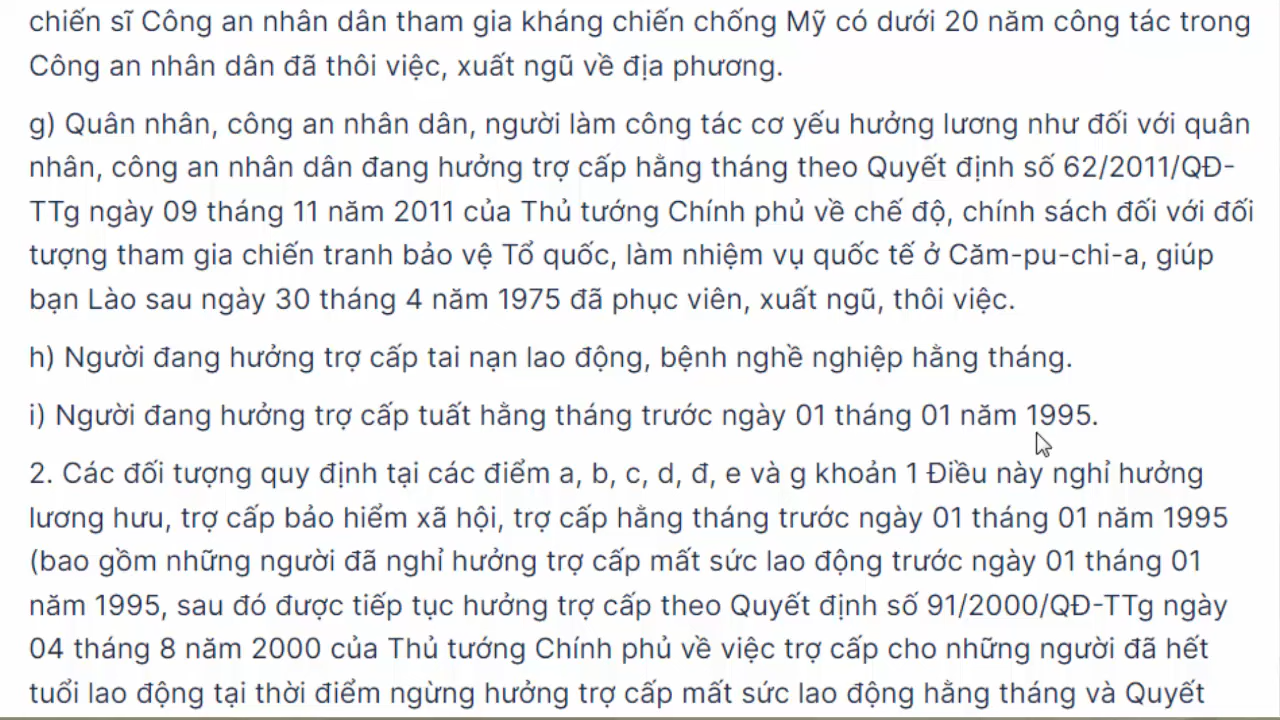 chiến sĩ Công an nhân dân tham gia kháng chiến chống Mỹ có dưới 20 năm công tác trong
Công an nhân dân đã thôi việc, xuất ngũ về địa phương.
g) Quân nhân, công an nhân dân, người làm công tác cơ yếu hưởng lương như đối với quân
nhân, công an nhân dân đang hưởng trợ cấp hằng tháng theo Quyết định số 62/2011/QĐ-
TTg ngày 09 tháng 11 năm 2011 của Thủ tướng Chính phủ về chế độ, chính sách đối với đối
tượng tham gia chiến tranh bảo vệ Tổ quốc, làm nhiệm vụ quốc tế ở Căm-pu-chi-a, giúp
bạn Lào sau ngày 30 tháng 4 năm 1975 đã phục viên, xuất ngũ, thôi việc.
h) Người đang hưởng trợ cấp tai nạn lao động, bệnh nghề nghiệp hằng tháng.
i) Người đang hưởng trợ cấp tuất hằng tháng trước ngày 01 tháng 01 năm 1995.
2. Các đối tượng quy định tại các điểm a, b, c, d, đ, e và g khoản 1 Điều này nghỉ hưởng
lương hưu, trợ cấp bảo hiểm xã hội, trợ cấp hằng tháng trước ngày 01 tháng 01 năm 1995
(bao gồm những người đã nghỉ hưởng trợ cấp mất sức lao động trước ngày 01 tháng 01
năm 1995, sau đó được tiếp tục hưởng trợ cấp theo Quyết định số 91/2000/QĐ-TTg ngày
04 tháng 8 năm 2000 của Thủ tướng Chính phủ về việc trợ cấp cho những người đã hết
tuổi lao động tại thời điểm ngừng hưởng trợ cấp mất sức lao động hằng tháng và Quyết